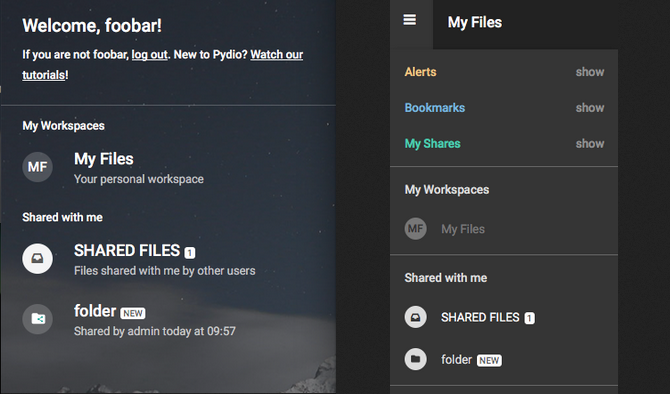 Welcome, foobar!
If you are not foobar, log out. New to Pydio? Watch our
tutorials!
My Workspaces
MF
My Files
Your personal workspace
Shared with me
SHARED FILES 1
Files shared with me by other users
folder NEW
Shared by admin today at 09:57
My Files
Alerts show
Bookmarks show
My Shares show
My Workspaces
MF My Files
Shared with me
SHARED FILES 1
folder NEW